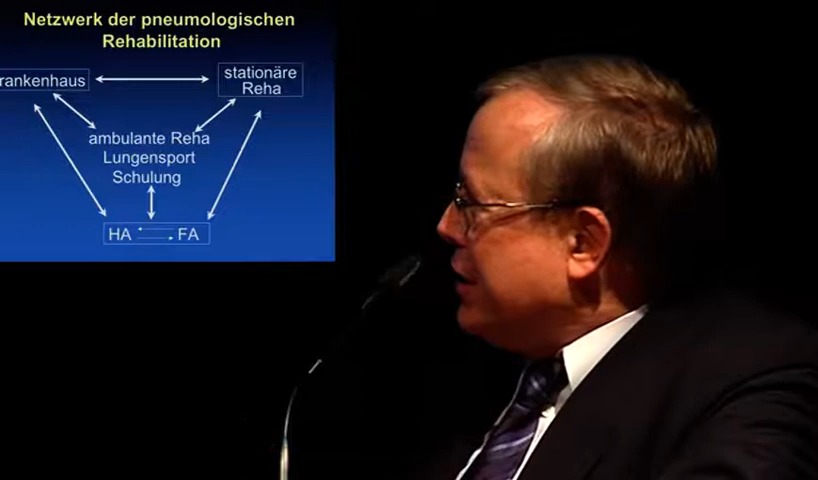 Netzwerk der pneumologischen
Rehabilitation
rankenhaus
stationäre
Reha
ambulante Reha
Lungensport
Schulung
HA FA